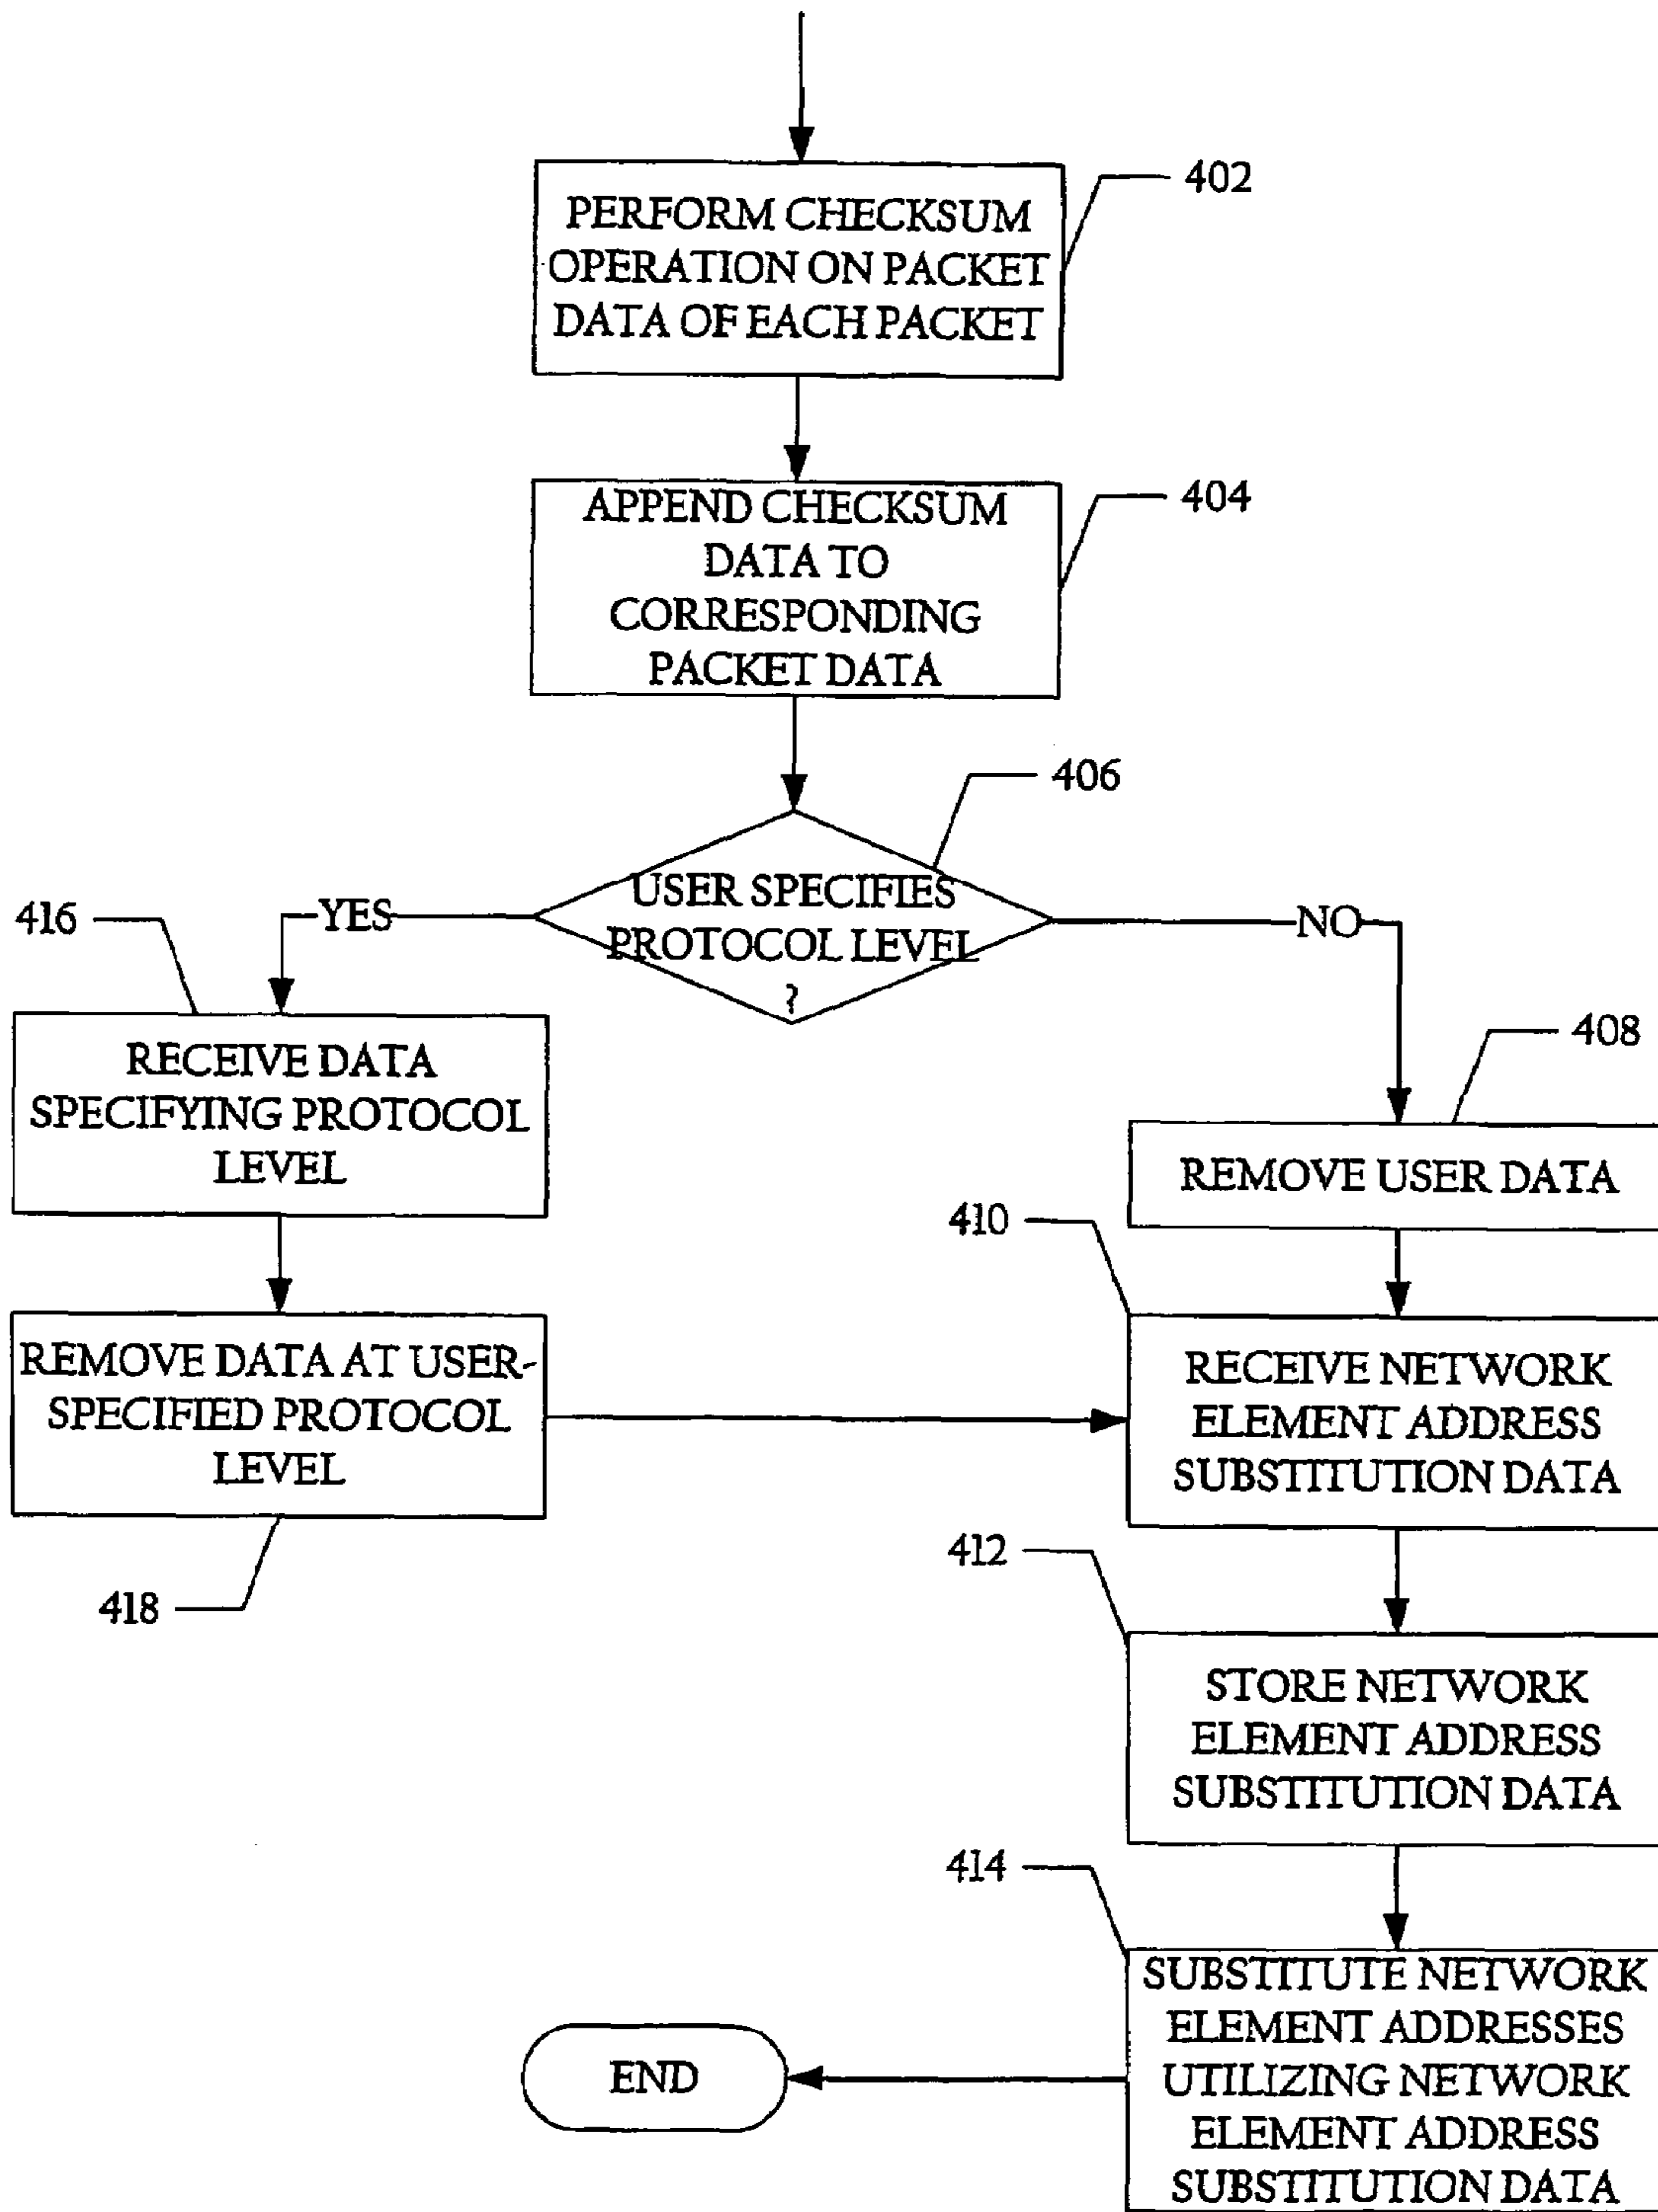 402
PERFORM CHECKSUM
OPERATION ON PACKET
DATA OF EACH PACKET
404
APPEND CHECKSUM
DATA TO
CORRESPONDING
PACKET DATA
406
USER SPECIFIES
PROTOCOL LEVEL
?
YES
NO
416
RECEIVE DATA
SPECIFYING PROTOCOL
LEVEL
408
REMOVE USER DATA
418
REMOVE DATA AT USER-
SPECIFIED PROTOCOL
LEVEL
410
RECEIVE NETWORK
ELEMENT ADDRESS
SUBSTITUTION DATA
412
STORE NETWORK
ELEMENT ADDRESS
SUBSTITUTION DATA
414
SUBSTITUTE NETWORK
ELEMENT ADDRESSES
UTILIZING NETWORK
ELEMENT ADDRESS
SUBSTITUTION DATA
END